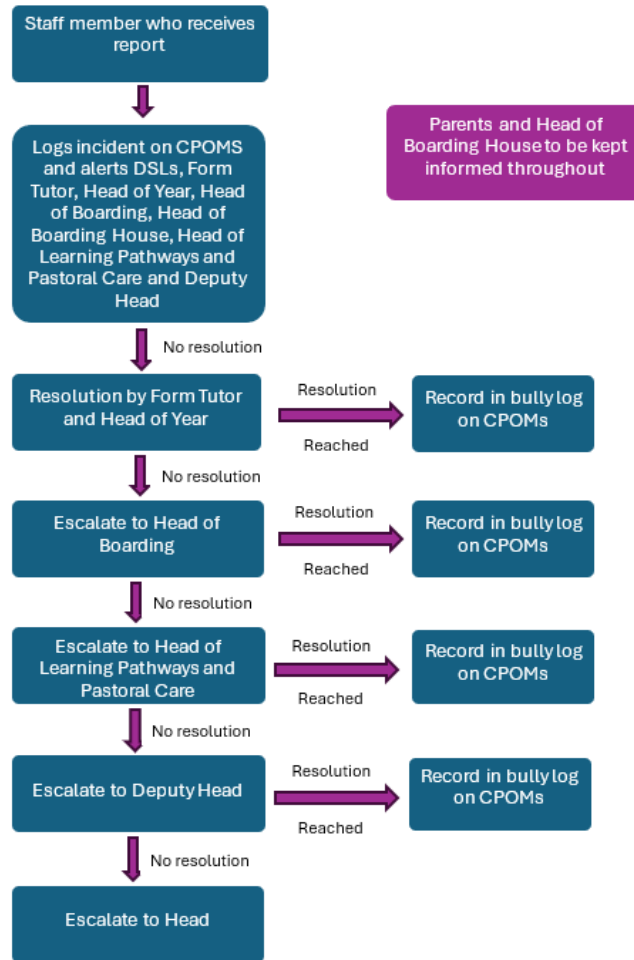 Staff member who receives
report
Logs incident on CPOMS
and alerts DSLs, Form
Tutor, Head of Year, Head
of Boarding, Head of
Boarding House, Head of
Learning Pathways and
Pastoral Care and Deputy
Head
Parents and Head of
Boarding House to be kept
informed throughout
No resolution
Resolution by Form Tutor
and Head of Year
Resolution
Reached
Record in bully log
on CPOMs
No resolution
Escalate to Head of
Boarding
Resolution
Reached
Record in bully log
on CPOMs
No resolution
Escalate to Head of
Learning Pathways and
Pastoral Care
Resolution
Reached
Record in bully log
on CPOMs
No resolution
Escalate to Deputy Head
Resolution
Reached
Record in bully log
on CPOMs
No resolution
Escalate to Head